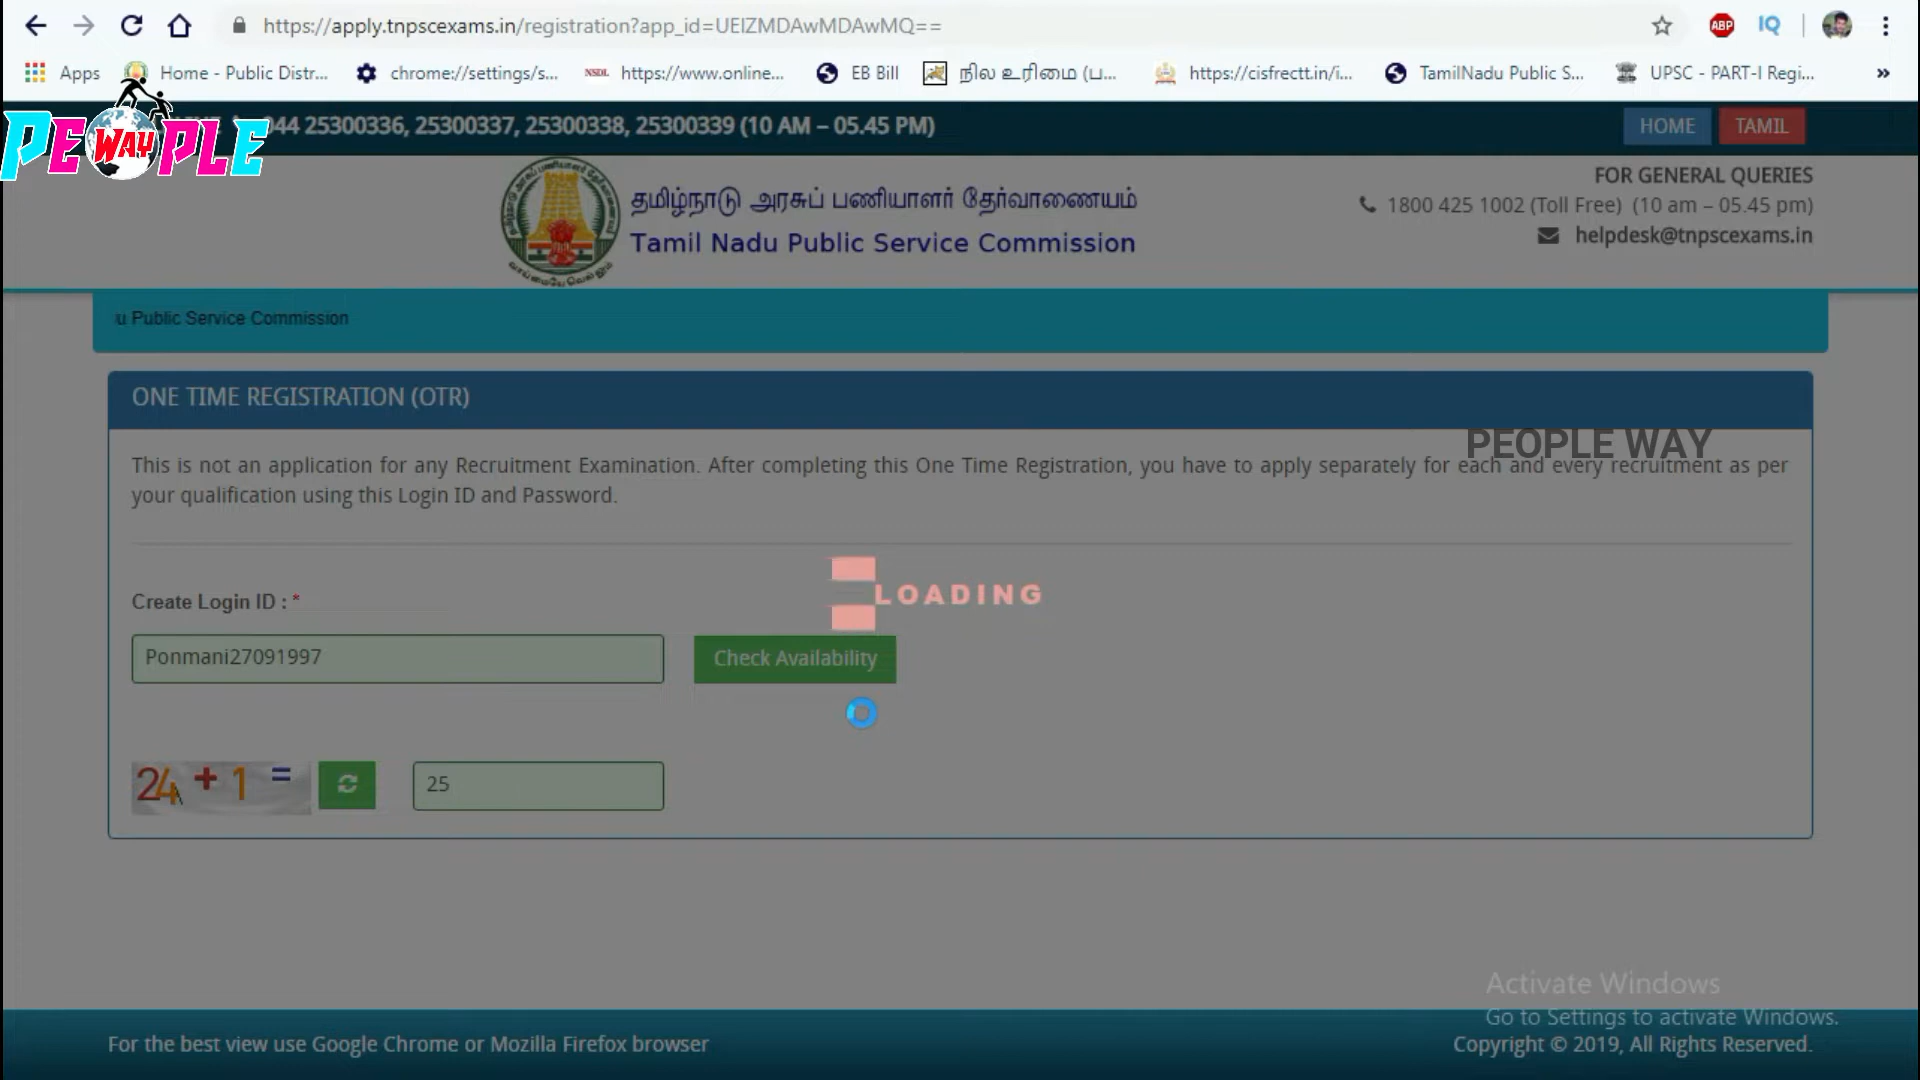 https://apply.tnpscexams.in/registration?app_id=UElZMDAwMDAwMQ==
ABP
IQ
Apps
Home - Public Distr...
chrome://settings/s...
NSDL
https://www.online...
EB Bill
நில உரிமை (ப...
https://cisfrectt.in/i...
TamilNadu Public S...
UPSC - PART-I Regi...
»
PEOPLE
WAY
044 25300336, 25300337, 25300338, 25300339 (10 AM – 05.45 PM)
HOME
TAMIL
தமிழ்நாடு அரசுப் பணியாளர் தேர்வாணையம்
Tamil Nadu Public Service Commission
FOR GENERAL QUERIES
1800 425 1002 (Toll Free) (10 am – 05.45 pm)
helpdesk@tnpscexams.in
u Public Service Commission
ONE TIME REGISTRATION (OTR)
PEOPLE WAY
This is not an application for any Recruitment Examination. After completing this One Time Registration, you have to apply separately for each and every recruitment as per
your qualification using this Login ID and Password.
LOADING
Create Login ID : *
Ponmani27091997
Check Availability
24 + 1 =
25
Activate Windows
Go to Settings to activate Windows.
For the best view use Google Chrome or Mozilla Firefox browser
Copyright © 2019, All Rights Reserved.